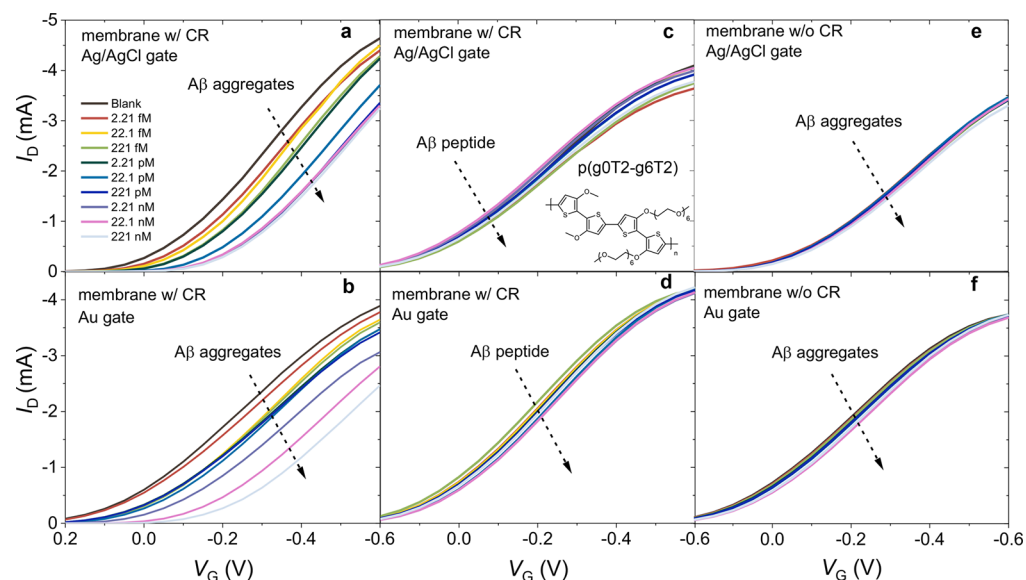 membrane w/ CR
Ag/AgCl gate
a
Aβ aggregates
Blank
2.21 fM
22.1 fM
221 fM
2.21 pM
22.1 pM
221 pM
2.21 nM
22.1 nM
221 nM
-5
-4
-3
-2
-1
0
I_D (mA)
membrane w/ CR
Ag/AgCl gate
c
Aβ peptide
p(g0T2-g6T2)
S
O
S
O
S
S
O
O
6
O
6
O
n
membrane w/o CR
Ag/AgCl gate
e
Aβ aggregates
membrane w/ CR
Au gate
b
Aβ aggregates
-4
-3
-2
-1
0
I_D (mA)
0.2
0.0
-0.2
-0.4
-0.6
V_G (V)
membrane w/ CR
Au gate
d
Aβ peptide
0.0
-0.2
-0.4
-0.6
V_G (V)
membrane w/o CR
Au gate
f
Aβ aggregates
0.0
-0.2
-0.4
-0.6
V_G (V)